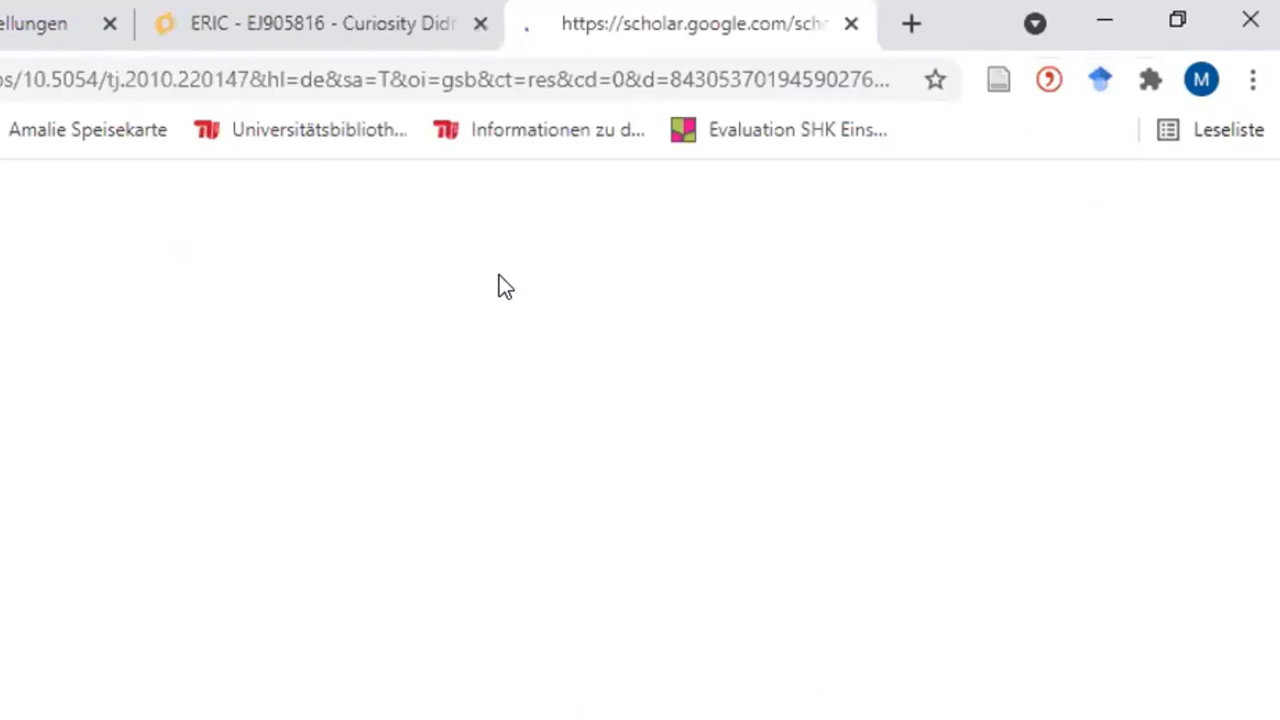 ellungen
ERIC - EJ905816 - Curiosity Did
https://scholar.google.com/sch
os/10.5054/tj.2010.220147&hl=de&sa=T&oi=gsb&ct=res&cd=0&d=84305370194590276...
M
Amalie Speisekarte
Universitätsbiblioth...
Informationen zu d...
Evaluation SHK Eins...
Leseliste